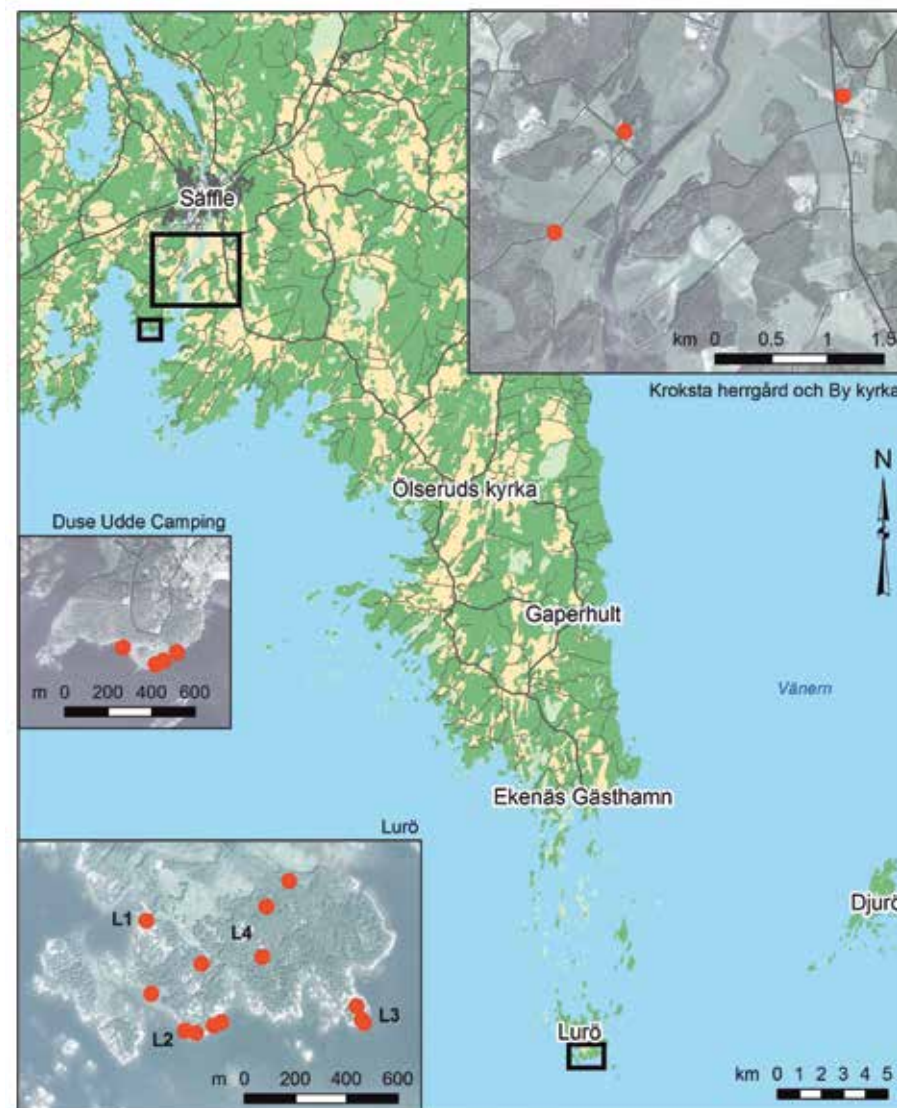 Säffle
km 0 0.5 1 1.5
Kroksta herrgård och By kyrka
N
Ölseruds kyrka
Duse Udde Camping
m 0 200 400 600
Gaperhult
Vänern
Ekenäs Gästhamn
Lurö
L1
L4
L2
L3
m 0 200 400 600
Djurö
Lurö
km 0 1 2 3 4 5